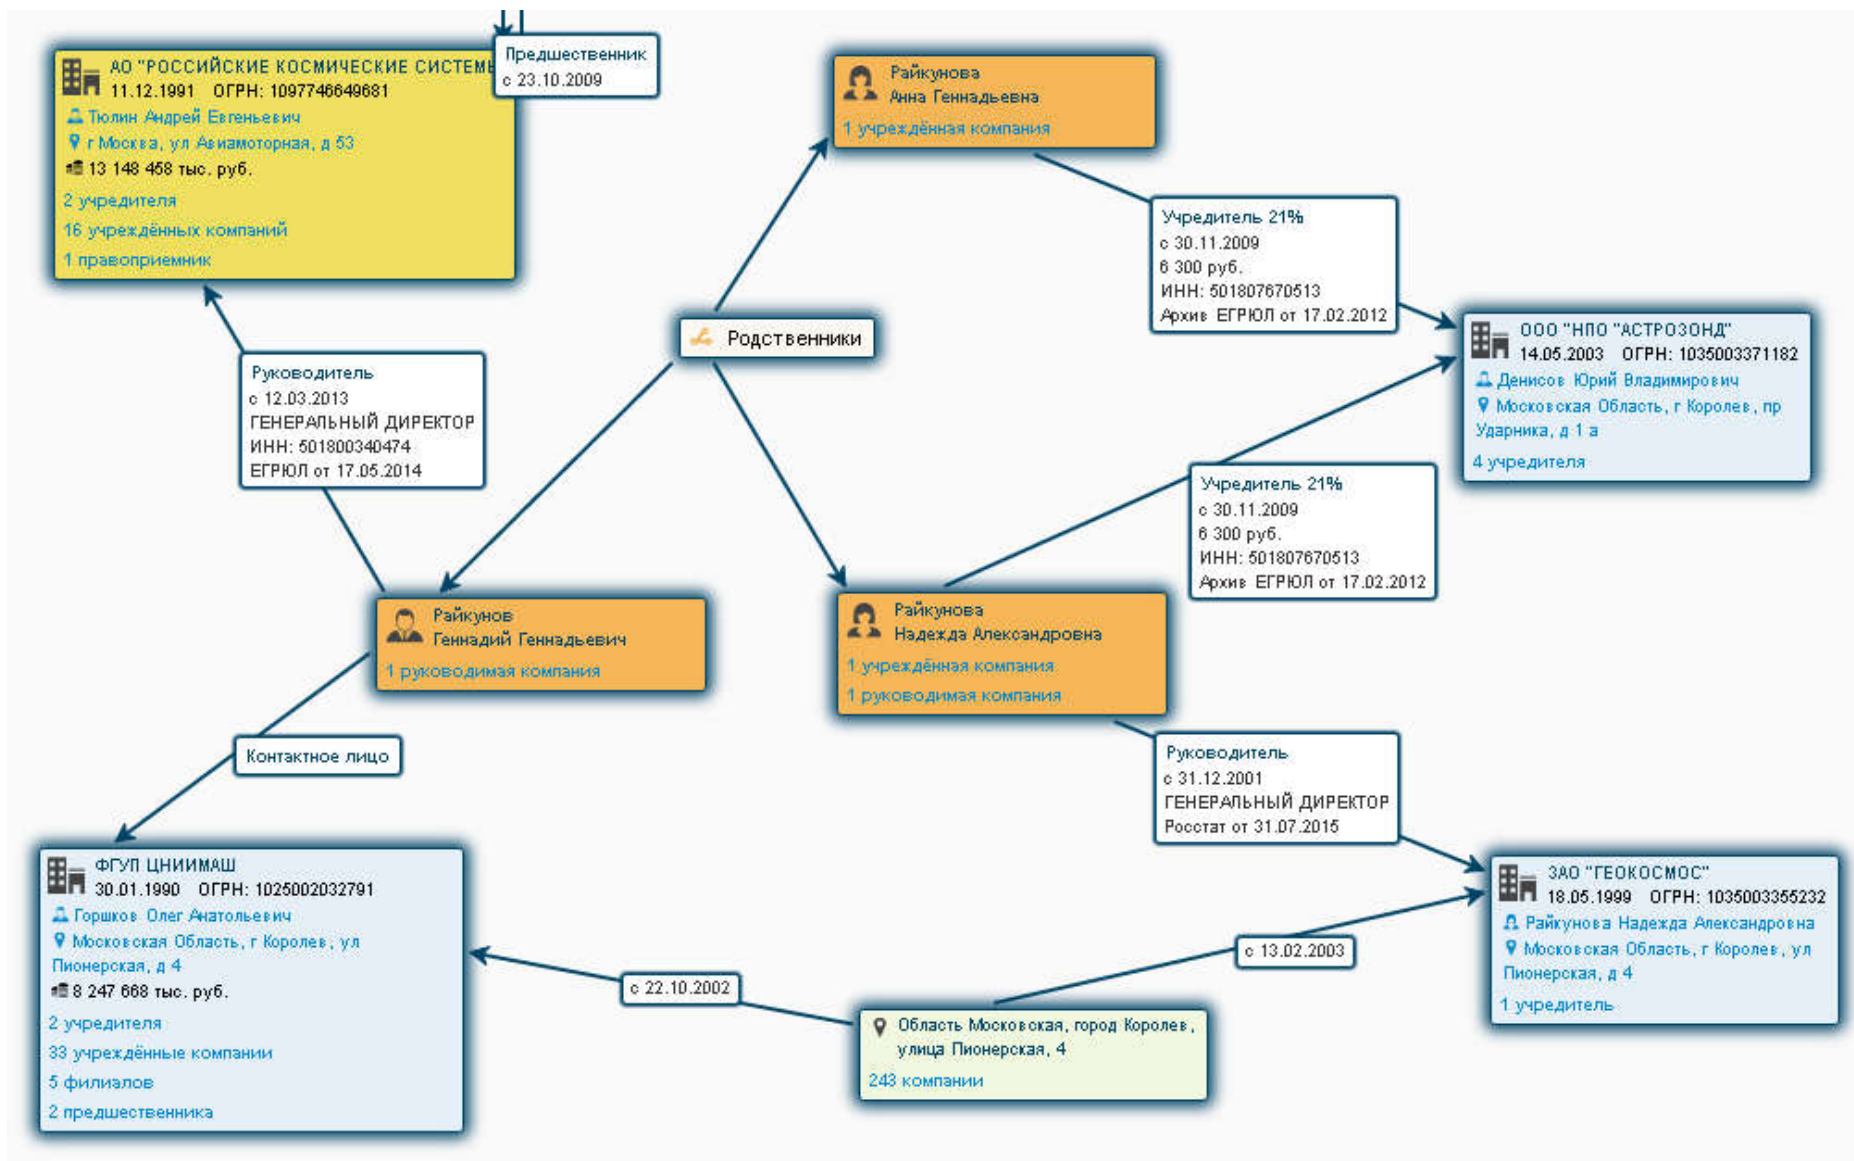 АО "РОССИЙСКИЕ КОСМИЧЕСКИЕ СИСТЕМ
11.12.1991 ОГРН: 1097746649681
Тюлин Андрей Евгеньевич
г Москва, ул Авиамоторная, д 53
13 148 458 тыс. руб.
2 учредителя
16 учреждённых компаний
1 правоприемник
Предшественник
с 23.10.2009
Райкунова
Анна Геннадьевна
1 учреждённая компания
Учредитель 21%
с 30.11.2009
6 300 руб.
ИНН: 501807670513
Архив ЕГРЮЛ от 17.02.2012
Родственники
ООО "НПО "АСТРОЗОНД"
14.05.2003 ОГРН: 1035003371182
Денисов Юрий Владимирович
Московская Область, г Королев, пр
Ударника, д 1 а
4 учредителя
Руководитель
с 12.03.2013
ГЕНЕРАЛЬНЫЙ ДИРЕКТОР
ИНН: 501800340474
ЕГРЮЛ от 17.05.2014
Учредитель 21%
с 30.11.2009
6 300 руб.
ИНН: 501807670513
Архив ЕГРЮЛ от 17.02.2012
Райкунов
Геннадий Геннадьевич
1 руководимая компания
Райкунова
Надежда Александровна
1 учреждённая компания
1 руководимая компания
Контактное лицо
Руководитель
с 31.12.2001
ГЕНЕРАЛЬНЫЙ ДИРЕКТОР
Росстат от 31.07.2015
ФГУП ЦНИИМАШ
30.01.1990 ОГРН: 1025002032791
Горшков Олег Анатольевич
Московская Область, г Королев, ул
Пионерская, д 4
8 247 668 тыс. руб.
2 учредителя
33 учреждённые компании
5 филиалов
2 предшественника
с 22.10.2002
с 13.02.2003
Область Московская, город Королев,
улица Пионерская, 4
243 компании
ЗАО "ГЕОКОСМОС"
18.05.1999 ОГРН: 1035003355232
Райкунова Надежда Александровна
Московская Область, г Королев, ул
Пионерская, д 4
1 учредитель